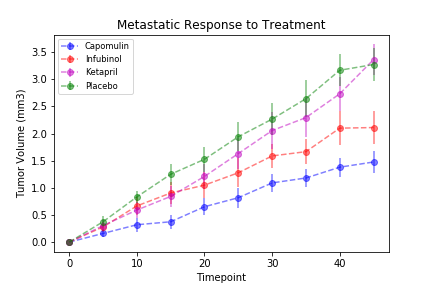 Metastatic Response to Treatment
Capomulin
Infubinol
Ketapril
Placebo
Tumor Volume (mm3)
3.5
3.0
2.5
2.0
1.5
1.0
0.5
0.0
0 10 20 30 40
Timepoint